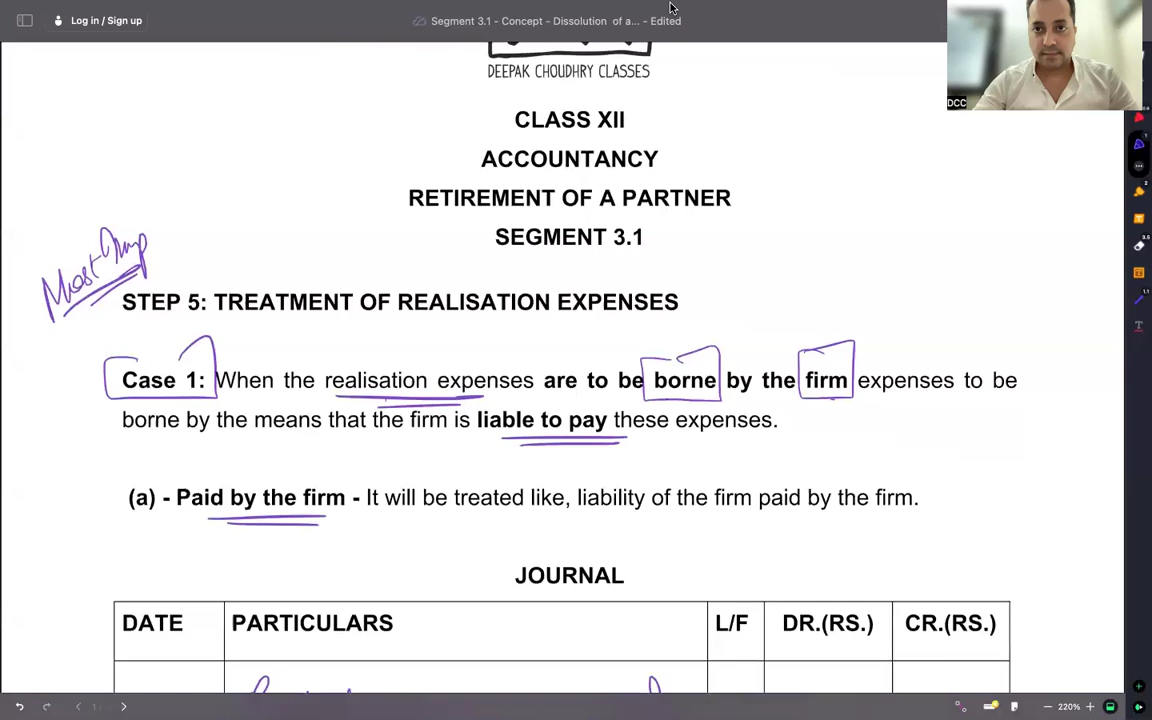 Log in / Sign up
Segment 3.1 - Concept - Dissolution of a... - Edited
DCC
DEEPAK CHOUDHRY CLASSES
CLASS XII
ACCOUNTANCY
RETIREMENT OF A PARTNER
SEGMENT 3.1
Most Imp
STEP 5: TREATMENT OF REALISATION EXPENSES
Case 1: When the realisation expenses are to be borne by the firm expenses to be
borne by the means that the firm is liable to pay these expenses.
(a) - Paid by the firm - It will be treated like, liability of the firm paid by the firm.
JOURNAL
DATE PARTICULARS L/F DR.(RS.) CR.(RS.)
220%